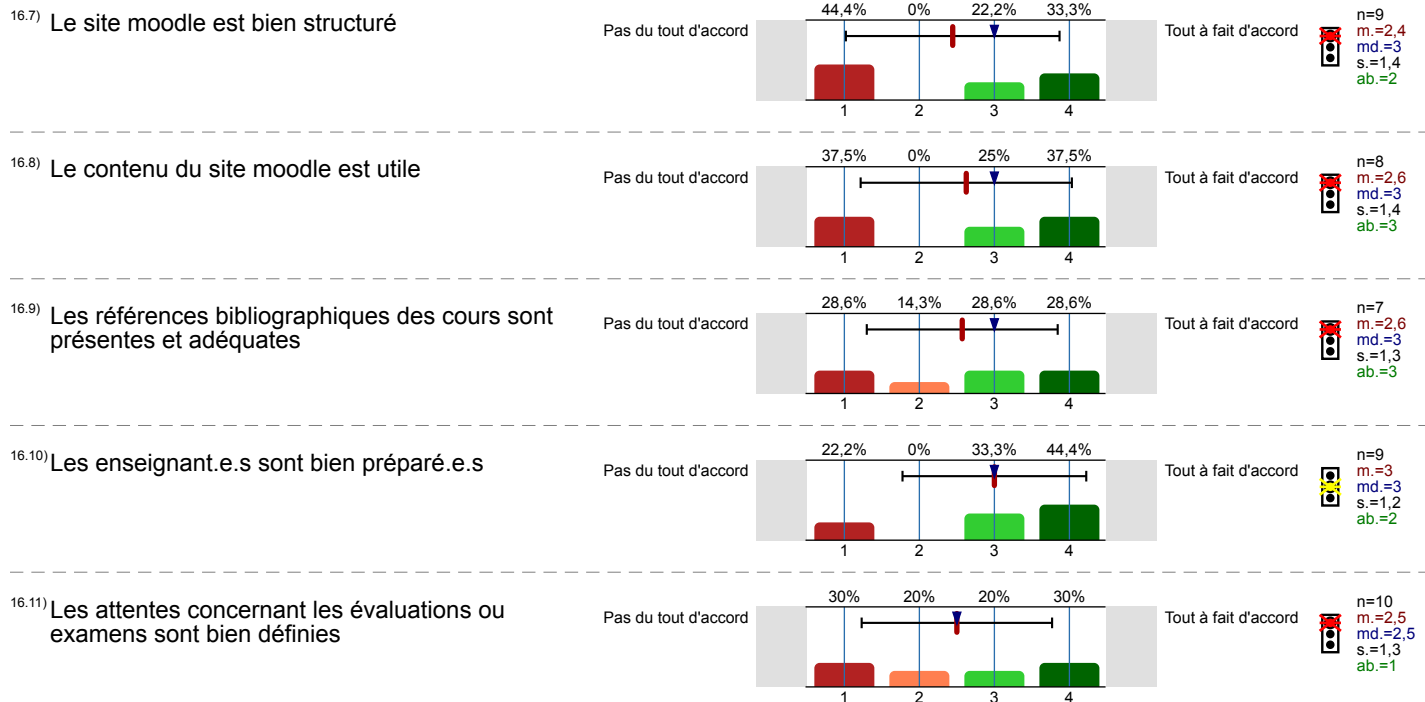 16.7) Le site moodle est bien structuré
Pas du tout d'accord
44,4% 0% 22,2% 33,3%
1 2 3 4
Tout à fait d'accord
n=9
m.=2,4
md.=3
s.=1,4
ab.=2
16.8) Le contenu du site moodle est utile
Pas du tout d'accord
37,5% 0% 25% 37,5%
1 2 3 4
Tout à fait d'accord
n=8
m.=2,6
md.=3
s.=1,4
ab.=3
16.9) Les références bibliographiques des cours sont
présentes et adéquates
Pas du tout d'accord
28,6% 14,3% 28,6% 28,6%
1 2 3 4
Tout à fait d'accord
n=7
m.=2,6
md.=3
s.=1,3
ab.=3
16.10) Les enseignant.e.s sont bien préparé.e.s
Pas du tout d'accord
22,2% 0% 33,3% 44,4%
1 2 3 4
Tout à fait d'accord
n=9
m.=3
md.=3
s.=1,2
ab.=2
16.11) Les attentes concernant les évaluations ou
examens sont bien définies
Pas du tout d'accord
30% 20% 20% 30%
1 2 3 4
Tout à fait d'accord
n=10
m.=2,5
md.=2,5
s.=1,3
ab.=1